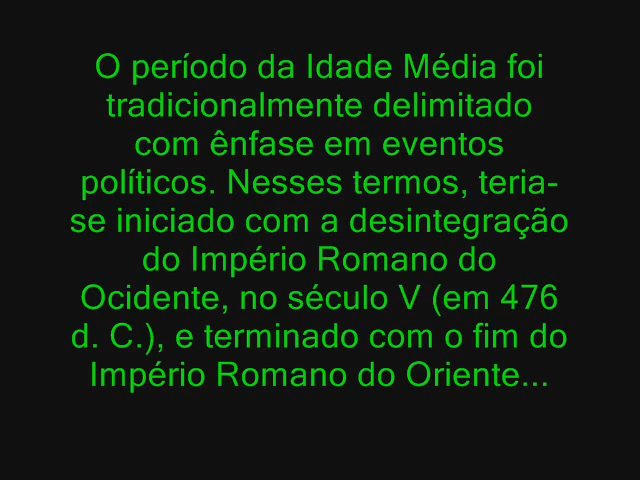 O período da Idade Média foi
tradicionalmente delimitado
com ênfase em eventos
políticos. Nesses termos, teria-
se iniciado com a desintegração
do Império Romano do
Ocidente, no século V (em 476
d. C.), e terminado com o fim do
Império Romano do Oriente...